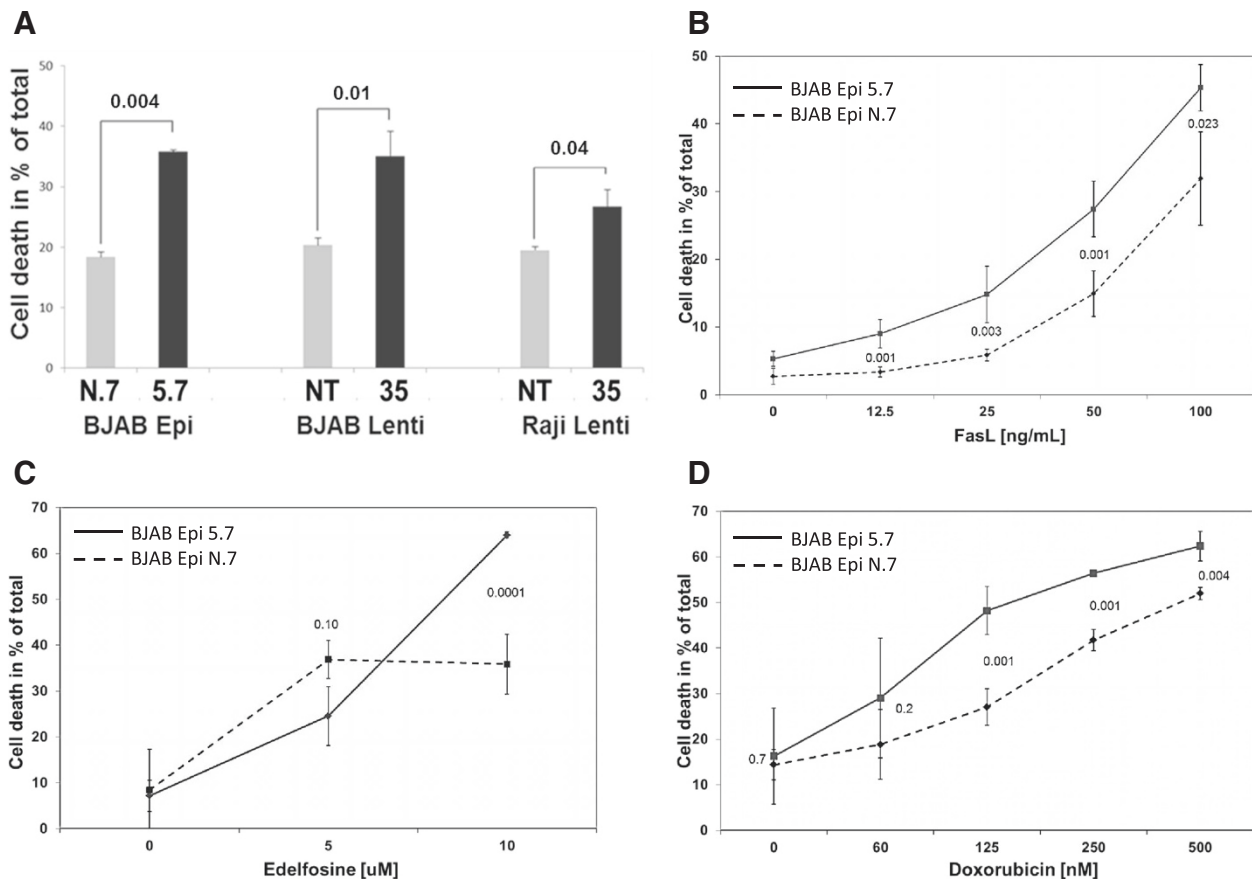 A
Cell death in % of total
50
40
30
20
10
0
0.004
0.01
0.04
N.7 5.7 NT 35 NT 35
BJAB Epi BJAB Lenti Raji Lenti
B
Cell death in % of total
50
40
30
20
10
0
BJAB Epi 5.7
BJAB Epi N.7
0.001
0.003
0.001
0.023
0 12.5 25 50 100
FasL [ng/mL]
C
Cell death in % of total
70
60
50
40
30
20
10
0
BJAB Epi 5.7
BJAB Epi N.7
0.10
0.0001
0 5 10
Edelfosine [uM]
D
Cell death in % of total
70
60
50
40
30
20
10
0
BJAB Epi 5.7
BJAB Epi N.7
0.7
0.2
0.001
0.001
0.004
0 60 125 250 500
Doxorubicin [nM]